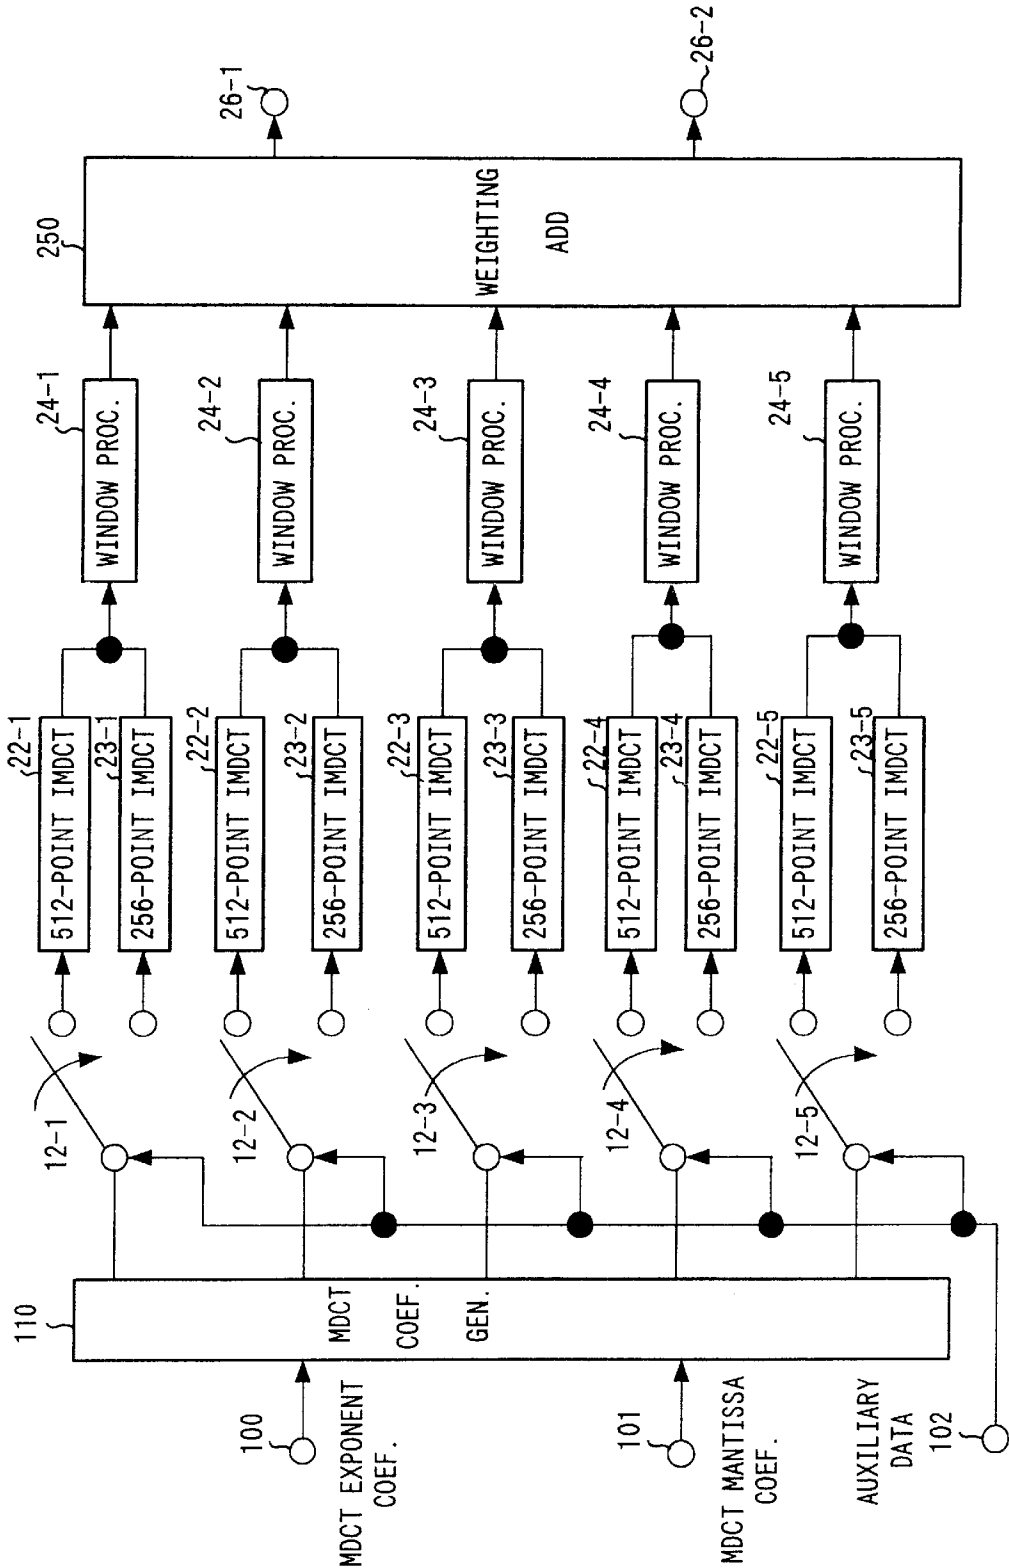 100
MDCT EXPONENT
COEF.
101
MDCT MANTISSA
COEF.
AUXILIARY
DATA
102
110
MDCT
COEF.
GEN.
12-1
12-2
12-3
12-4
12-5
22-1
512-POINT IMDCT
23-1
256-POINT IMDCT
22-2
512-POINT IMDCT
23-2
256-POINT IMDCT
22-3
512-POINT IMDCT
23-3
256-POINT IMDCT
22-4
512-POINT IMDCT
23-4
256-POINT IMDCT
22-5
512-POINT IMDCT
23-5
256-POINT IMDCT
24-1
WINDOW PROC.
24-2
WINDOW PROC.
24-3
WINDOW PROC.
24-4
WINDOW PROC.
24-5
WINDOW PROC.
250
WEIGHTING
ADD
26-1
26-2